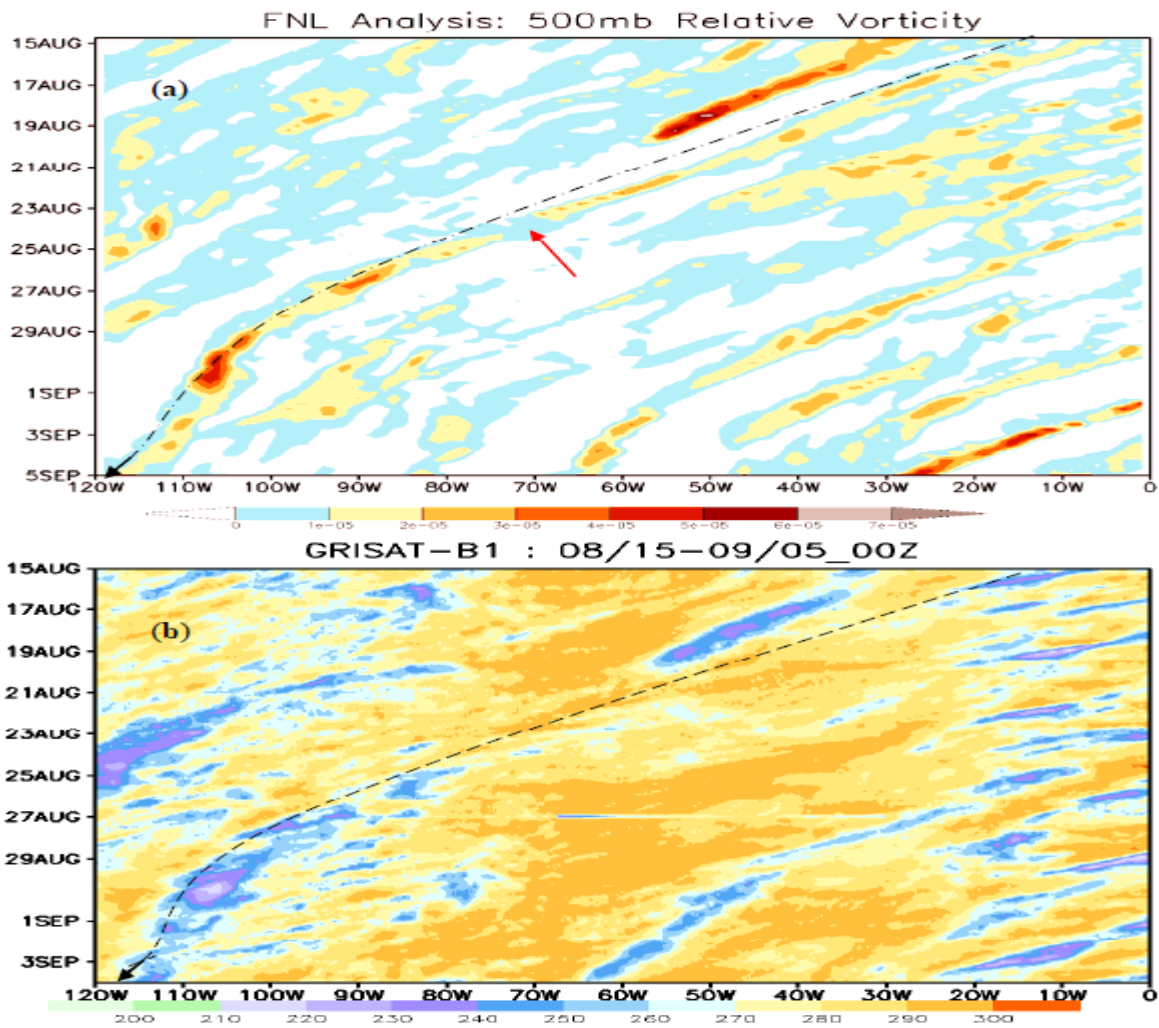 FNL Analysis: 500mb Relative Vorticity
15AUG
(a)
17AUG
19AUG
21AUG
23AUG
25AUG
27AUG
29AUG
1SEP
3SEP
5SEP
120W 110W 100W 90W 80W 70W 60W 50W 40W 30W 20W 10W 0
0 1e-05 2e-05 3e-05 4e-05 5e-05 6e-05 7e-05
GRISAT-B1 : 08/15-09/05_00Z
15AUG
17AUG
(b)
19AUG
21AUG
23AUG
25AUG
27AUG
29AUG
1SEP
3SEP
120W 110W 100W 90W 80W 70W 60W 50W 40W 30W 20W 10W 0
200 210 220 230 240 250 260 270 280 290 300